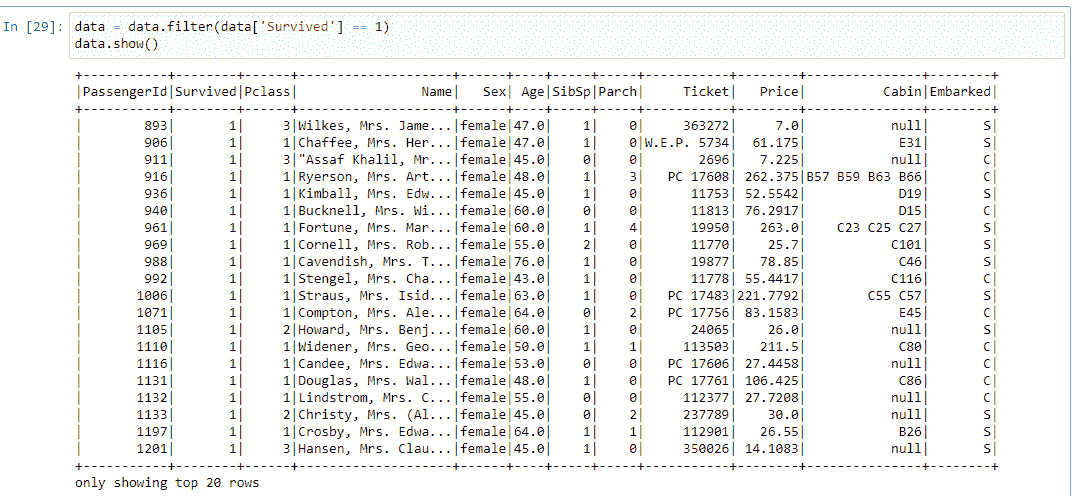 In [29]: data = data.filter(data['Survived'] == 1)
data.show()
+-----------+--------+------+--------------------+------+----+-----+-----+----------+--------+---------------+--------+
|PassengerId|Survived|Pclass|                Name|   Sex| Age|SibSp|Parch|    Ticket|   Price|          Cabin|Embarked|
+-----------+--------+------+--------------------+------+----+-----+-----+----------+--------+---------------+--------+
|        893|       1|     3|Wilkes, Mrs. Jame...|female|47.0|    1|    0|    363272|     7.0|           null|       S|
|        906|       1|     1|Chaffee, Mrs. Her...|female|47.0|    1|    0|W.E.P. 5734|  61.175|            E31|       S|
|        911|       1|     3|"Assaf Khalil, Mr...|female|45.0|    0|    0|      2696|   7.225|           null|       C|
|        916|       1|     1|Ryerson, Mrs. Art...|female|48.0|    1|    3|  PC 17608| 262.375|B57 B59 B63 B66|       C|
|        936|       1|     1|Kimball, Mrs. Edw...|female|45.0|    1|    0|     11753| 52.5542|            D19|       S|
|        940|       1|     1|Bucknell, Mrs. Wi...|female|60.0|    0|    0|     11813| 76.2917|            D15|       C|
|        961|       1|     1|Fortune, Mrs. Mar...|female|60.0|    1|    4|     19950|   263.0|    C23 C25 C27|       S|
|        969|       1|     1|Cornell, Mrs. Rob...|female|55.0|    2|    0|     11770|    25.7|           C101|       S|
|        988|       1|     1|Cavendish, Mrs. T...|female|76.0|    1|    0|     19877|   78.85|            C46|       S|
|        992|       1|     1|Stengel, Mrs. Cha...|female|43.0|    1|    0|     11778| 55.4417|           C116|       C|
|       1006|       1|     1|Straus, Mrs. Isid...|female|63.0|    1|    0|  PC 17483|221.7792|        C55 C57|       S|
|       1071|       1|     1|Compton, Mrs. Ale...|female|64.0|    0|    2|  PC 17756| 83.1583|            E45|       C|
|       1105|       1|     2|Howard, Mrs. Benj...|female|60.0|    1|    0|     24065|    26.0|           null|       S|
|       1110|       1|     1|Widener, Mrs. Geo...|female|50.0|    1|    1|    113503|   211.5|            C80|       C|
|       1116|       1|     1|Candee, Mrs. Edwa...|female|53.0|    0|    0|  PC 17606| 27.4458|           null|       C|
|       1131|       1|     1|Douglas, Mrs. Wal...|female|48.0|    1|    0|  PC 17761| 106.425|            C86|       C|
|       1132|       1|     1|Lindstrom, Mrs. C...|female|55.0|    0|    0|    112377| 27.7208|           null|       C|
|       1133|       1|     2|Christy, Mrs. (Al...|female|45.0|    0|    2|    237789|    30.0|           null|       S|
|       1197|       1|     1|Crosby, Mrs. Edwa...|female|64.0|    1|    1|    112901|   26.55|            B26|       S|
|       1201|       1|     3|Hansen, Mrs. Clau...|female|45.0|    1|    0|    350026| 14.1083|           null|       S|
+-----------+--------+------+--------------------+------+----+-----+-----+----------+--------+---------------+--------+
only showing top 20 rows